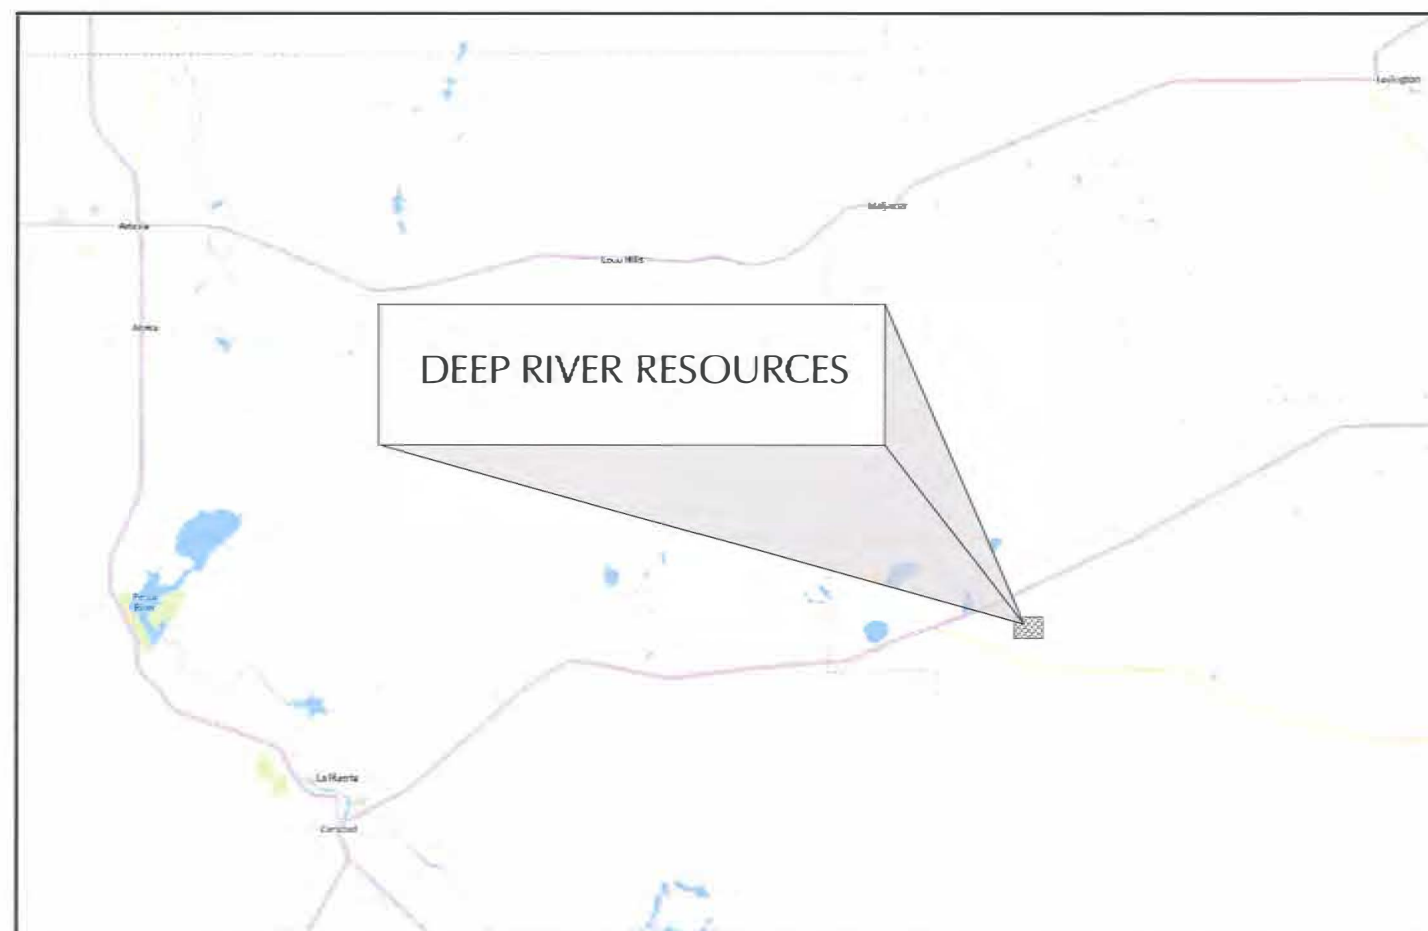 Lovington
Maljamar
Artesia
Loco Hills
Atoka
DEEP RIVER RESOURCES
La Huerta
Carlsbad